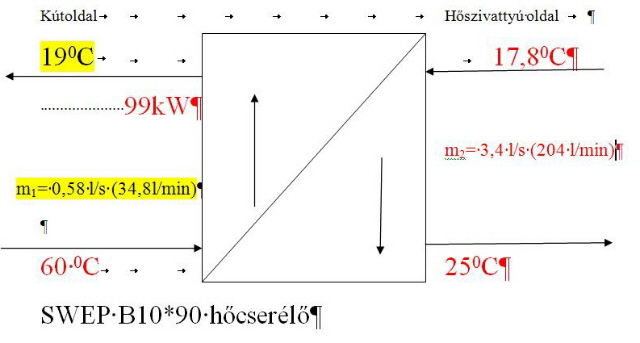 Kútoldal→ → → → → → → Hőszivattyú·oldal → ¶
19⁰C→ → → 17,8⁰C¶
.....................99kW¶
m₂=·3,4·l/s·(204·l/min)¶
m₁=·0,58·l/s·(34,8l/min)¶
¶
60·⁰C→ → → 25⁰C¶
SWEP·B10*90·hőcserélő¶